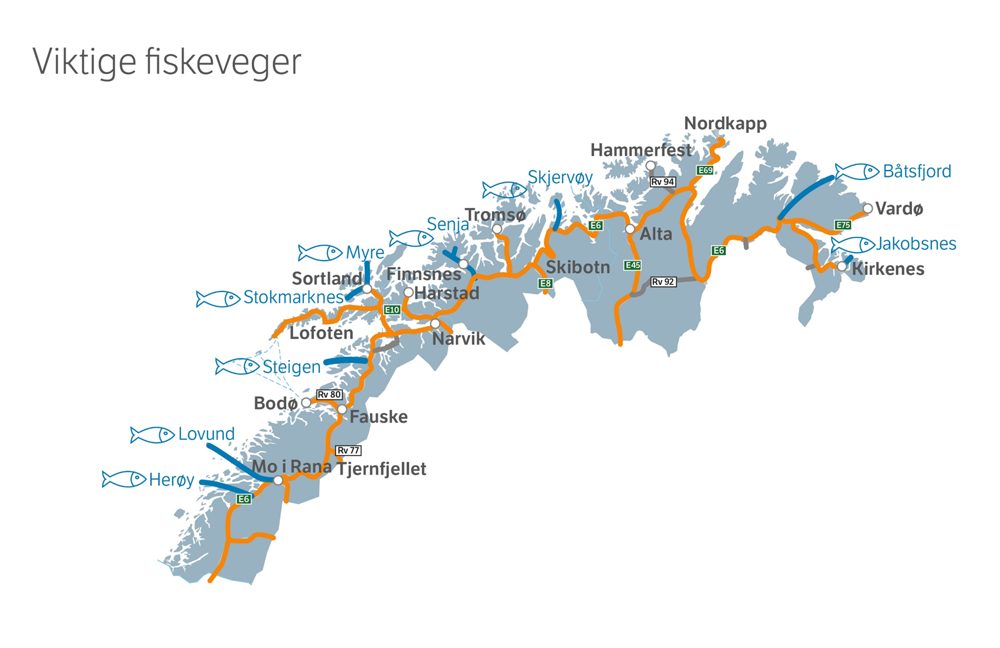 Viktige fiskeveger
Nordkapp
Hammerfest
E69
Båtsfjord
Skjervøy
Rv 94
Vardø
Tromsø
Senja
E6
E75
Alta
Jakobsnes
Myre
E6
Skibotn
E45
Kirkenes
Finnsnes
Sortland
E8
Rv 92
Harstad
Stokmarknes
E10
Lofoten
Narvik
Steigen
Rv 80
Bodø
Fauske
Lovund
Rv 77
Mo i Rana
Tjernfjellet
Herøy
E6